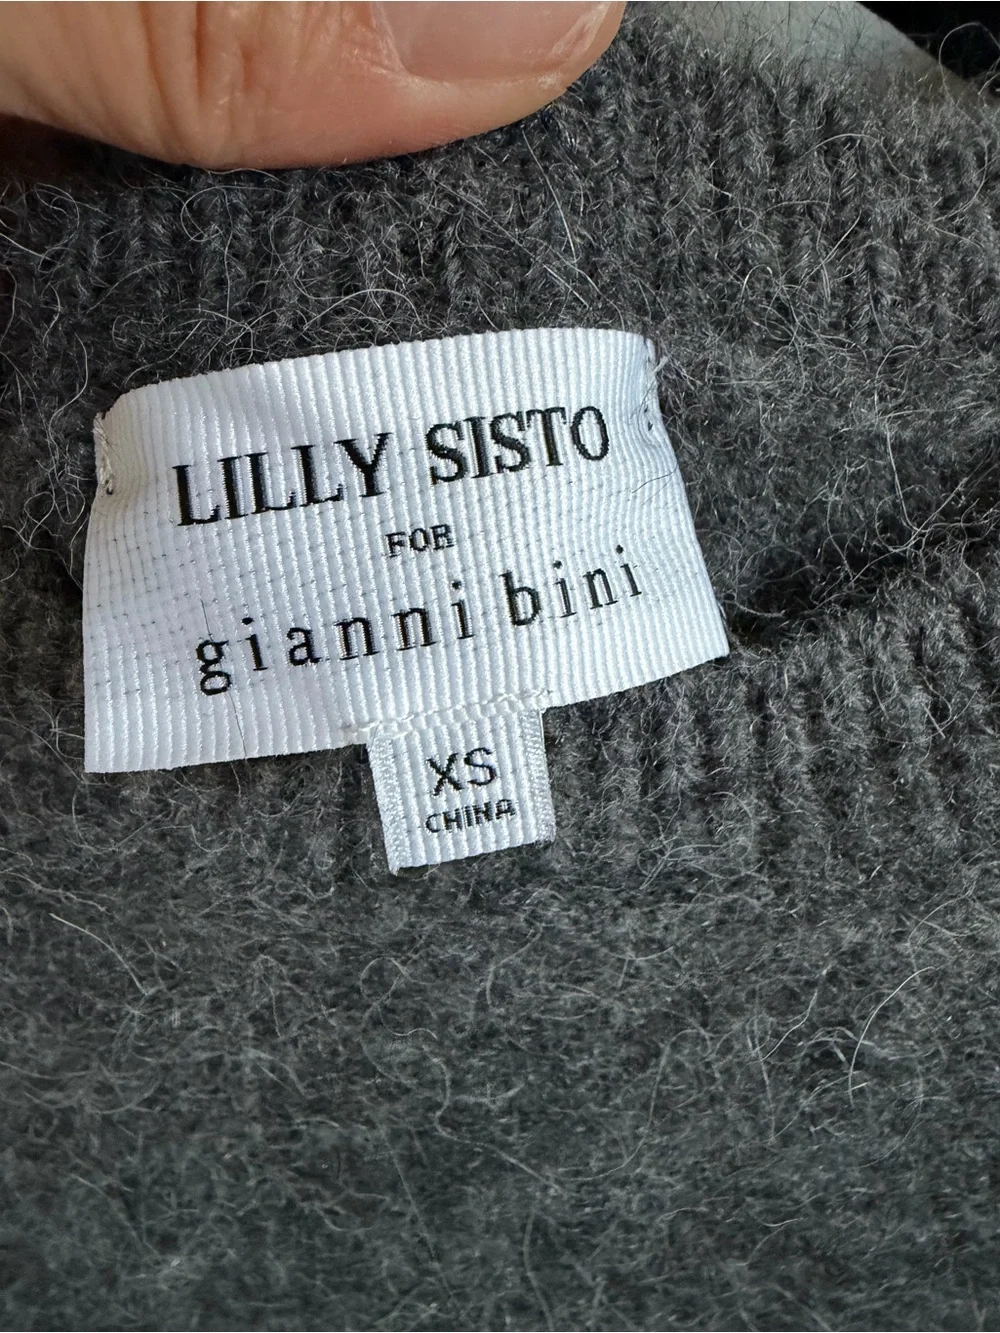 LILLY SISTO
FOR
gianni bini
XS
CHINA